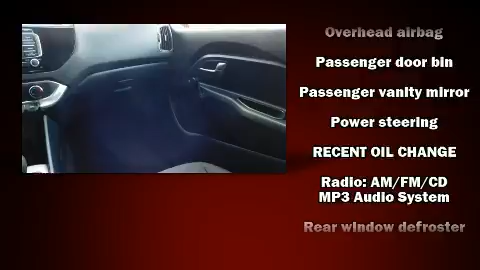 Overhead airbag
Passenger door bin
Passenger vanity mirror
Power steering
RECENT OIL CHANGE
Radio: AM/FM/CD
MP3 Audio System
Rear window defroster